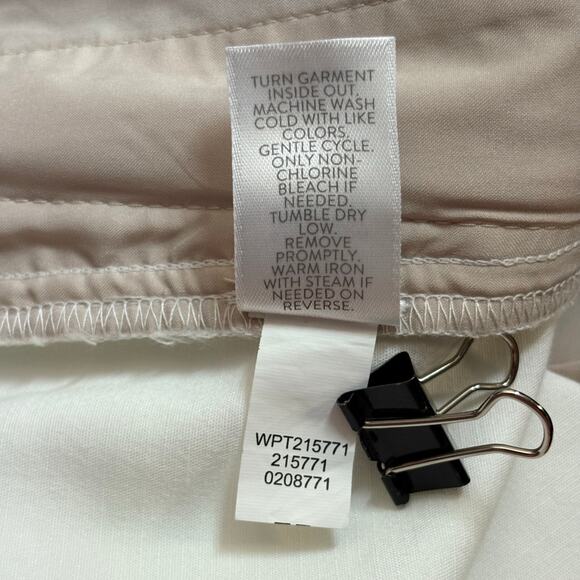 TURN GARMENT
INSIDE OUT.
MACHINE WASH
COLD WITH LIKE
COLORS.
GENTLE CYCLE.
ONLY NON-
CHLORINE
BLEACH IF
NEEDED.
TUMBLE DRY
LOW.
REMOVE
PROMPTLY.
WARM IRON
WITH STEAM IF
NEEDED ON
REVERSE.
WPT215771
215771
0208771